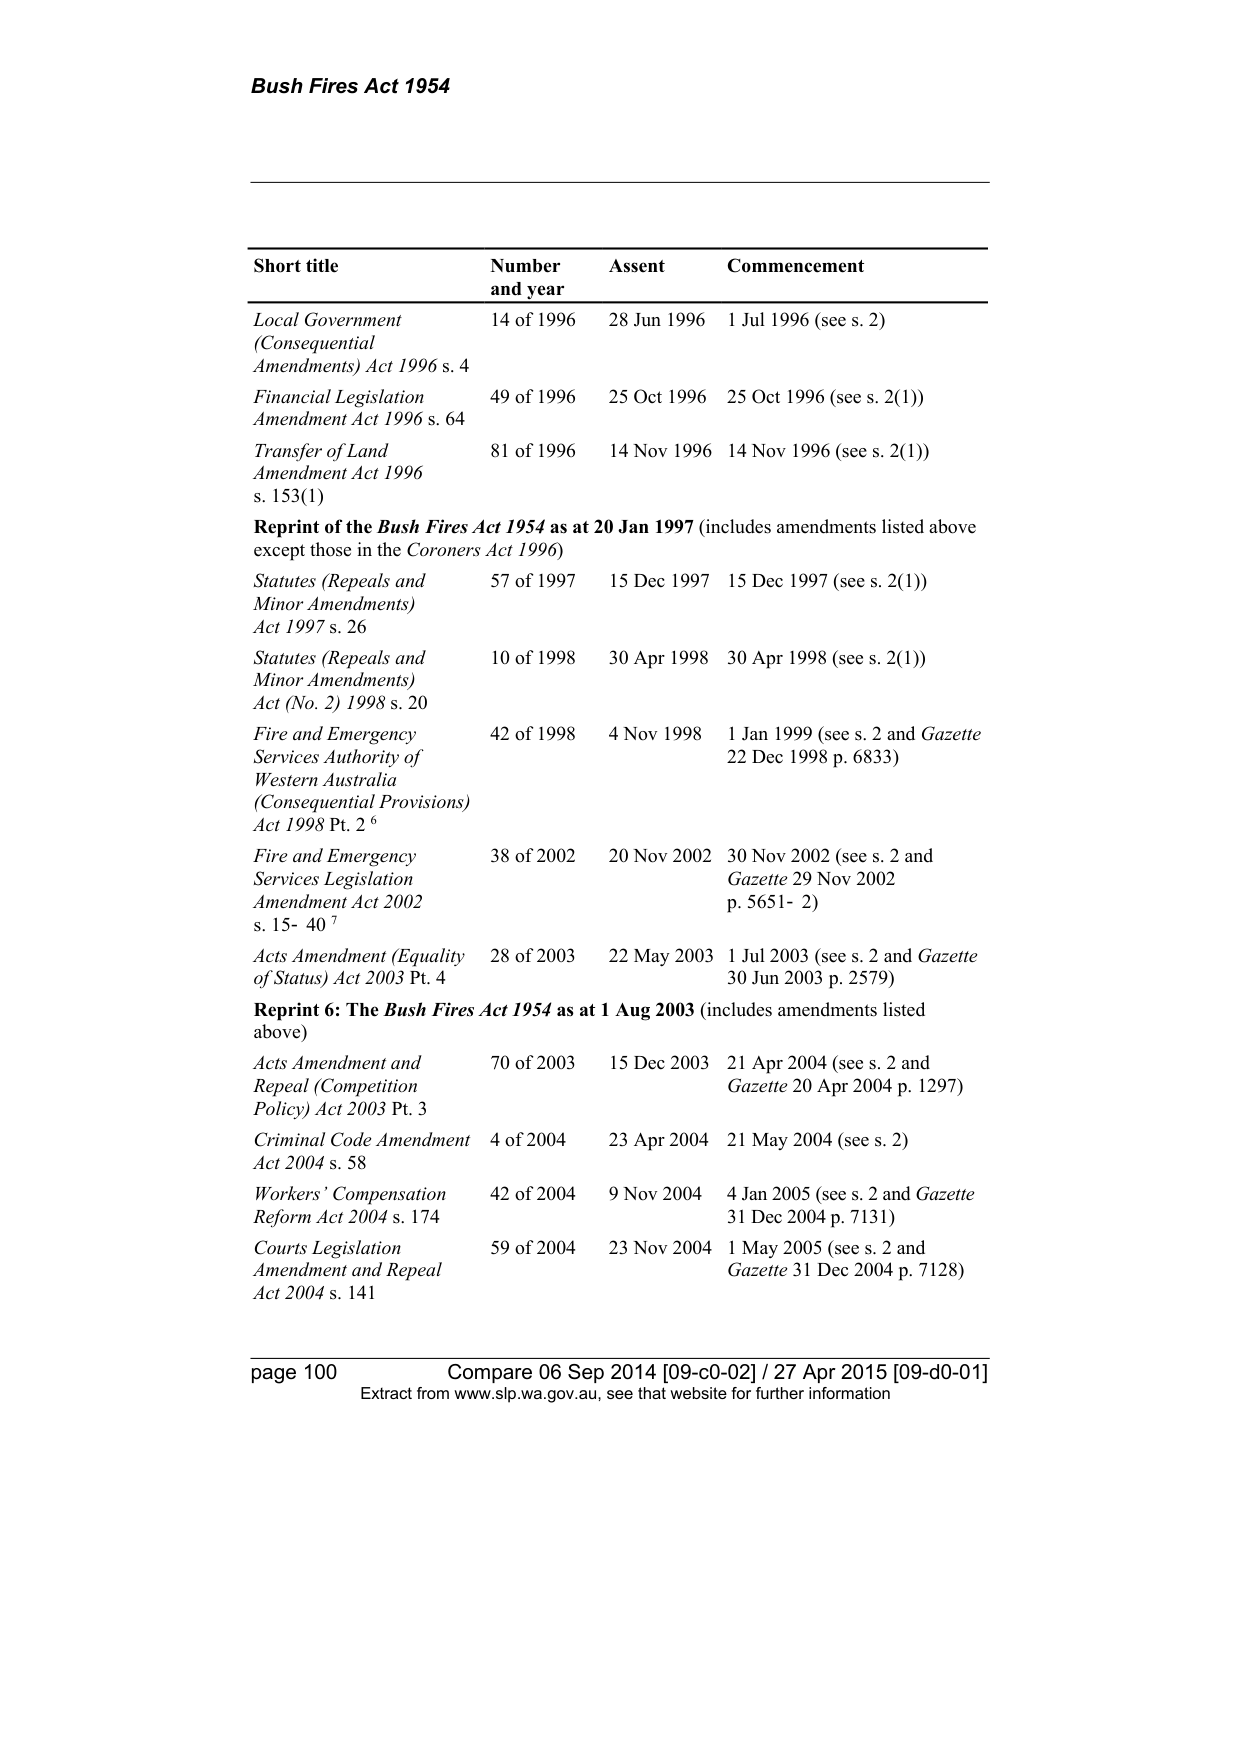 Bush Fires Act 1954
Short title Number Assent Commencement
and year
Local Government 14 of 1996 28 Jun 1996 1 Jul 1996 (see s. 2)
(Consequential
Amendments) Act 1996 s. 4
Financial Legislation 49 of 1996 25 Oct 1996 25 Oct 1996 (see s. 2(1))
Amendment Act 1996 s. 64
Transfer of Land 81 of 1996 14 Nov 1996 14 Nov 1996 (see s. 2(1))
Amendment Act 1996
s. 153(1)
Reprint of the Bush Fires Act 1954 as at 20 Jan 1997 (includes amendments listed above
except those in the Coroners Act 1996)
Statutes (Repeals and 57 of 1997 15 Dec 1997 15 Dec 1997 (see s. 2(1))
Minor Amendments)
Act 1997 s. 26
Statutes (Repeals and 10 of 1998 30 Apr 1998 30 Apr 1998 (see s. 2(1))
Minor Amendments)
Act (No. 2) 1998 s. 20
Fire and Emergency 42 of 1998 4 Nov 1998 1 Jan 1999 (see s. 2 and Gazette
Services Authority of 22 Dec 1998 p. 6833)
Western Australia
(Consequential Provisions)
Act 1998 Pt. 2 6
Fire and Emergency 38 of 2002 20 Nov 2002 30 Nov 2002 (see s. 2 and
Services Legislation Gazette 29 Nov 2002
Amendment Act 2002 p. 5651- 2)
s. 15- 40 7
Acts Amendment (Equality 28 of 2003 22 May 2003 1 Jul 2003 (see s. 2 and Gazette
of Status) Act 2003 Pt. 4 30 Jun 2003 p. 2579)
Reprint 6: The Bush Fires Act 1954 as at 1 Aug 2003 (includes amendments listed
above)
Acts Amendment and 70 of 2003 15 Dec 2003 21 Apr 2004 (see s. 2 and
Repeal (Competition Gazette 20 Apr 2004 p. 1297)
Policy) Act 2003 Pt. 3
Criminal Code Amendment 4 of 2004 23 Apr 2004 21 May 2004 (see s. 2)
Act 2004 s. 58
Workers’ Compensation 42 of 2004 9 Nov 2004 4 Jan 2005 (see s. 2 and Gazette
Reform Act 2004 s. 174 31 Dec 2004 p. 7131)
Courts Legislation 59 of 2004 23 Nov 2004 1 May 2005 (see s. 2 and
Amendment and Repeal Gazette 31 Dec 2004 p. 7128)
Act 2004 s. 141
page 100 Compare 06 Sep 2014 [09-c0-02] / 27 Apr 2015 [09-d0-01]
Extract from www.slp.wa.gov.au, see that website for further information